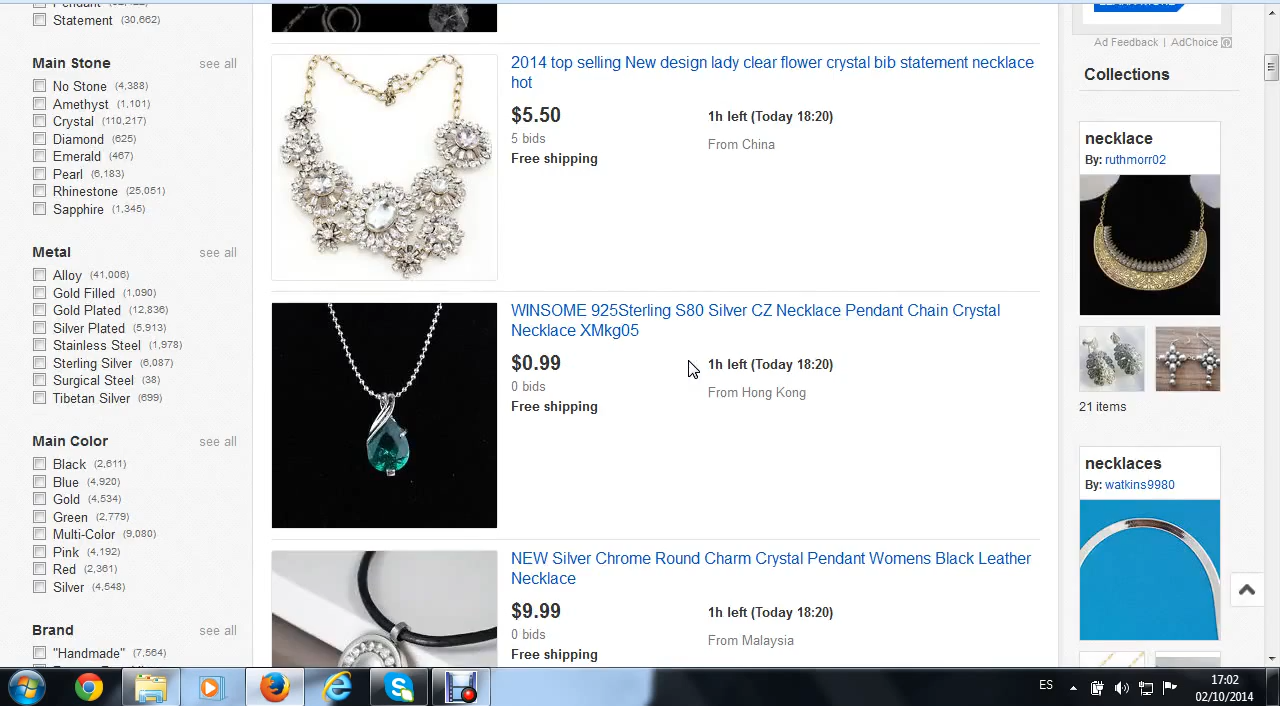 Statement (30,662)
Main Stone see all
No Stone (4,388)
Amethyst (1,101)
Crystal (110,217)
Diamond (625)
Emerald (467)
Pearl (6,183)
Rhinestone (25,051)
Sapphire (1,345)
Metal see all
Alloy (41,006)
Gold Filled (1,090)
Gold Plated (12,836)
Silver Plated (5,913)
Stainless Steel (1,978)
Sterling Silver (6,087)
Surgical Steel (38)
Tibetan Silver (699)
Main Color see all
Black (2,611)
Blue (4,920)
Gold (4,534)
Green (2,779)
Multi-Color (9,080)
Pink (4,192)
Red (2,361)
Silver (4,548)
Brand see all
"Handmade" (7,564)
2014 top selling New design lady clear flower crystal bib statement necklace
hot
$5.50
1h left (Today 18:20)
5 bids
From China
Free shipping
WINSOME 925Sterling S80 Silver CZ Necklace Pendant Chain Crystal
Necklace XMkg05
$0.99
1h left (Today 18:20)
0 bids
From Hong Kong
Free shipping
NEW Silver Chrome Round Charm Crystal Pendant Womens Black Leather
Necklace
$9.99
1h left (Today 18:20)
0 bids
From Malaysia
Free shipping
Ad Feedback | AdChoice
Collections
necklace
By: ruthmorr02
21 items
necklaces
By: watkins9980
ES
17:02
02/10/2014